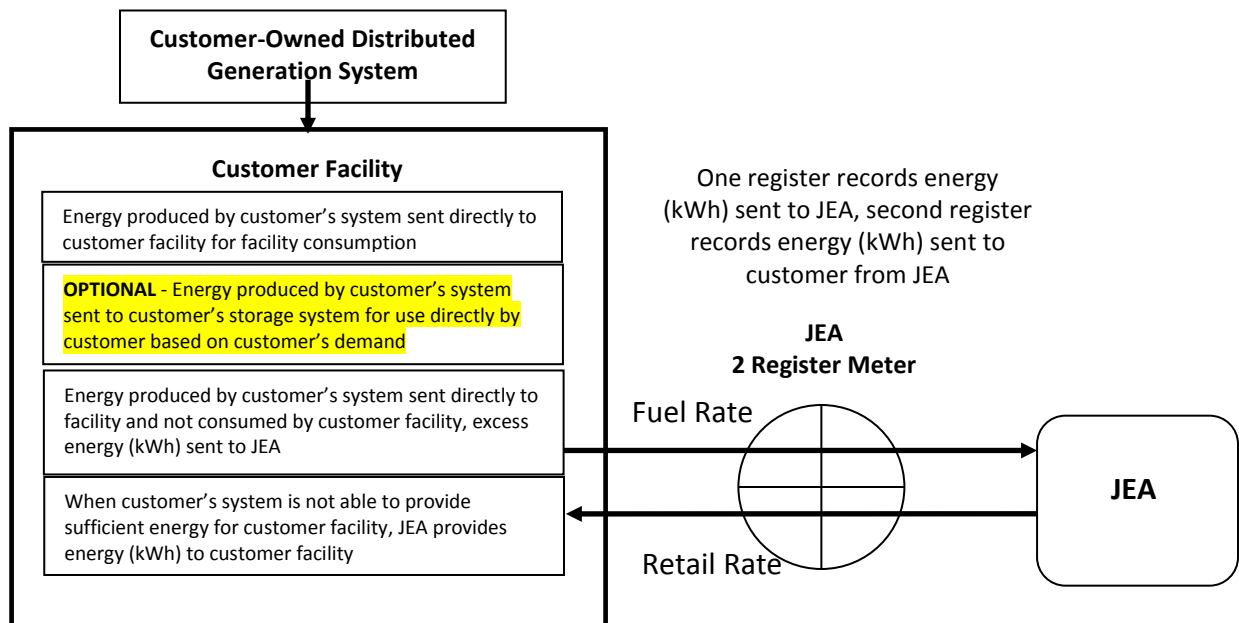 Customer-Owned Distributed
Generation System
Customer Facility
Energy produced by customer’s system sent directly to
customer facility for facility consumption
OPTIONAL - Energy produced by customer’s system
sent to customer’s storage system for use directly by
customer based on customer’s demand
Energy produced by customer’s system sent directly to
facility and not consumed by customer facility, excess
energy (kWh) sent to JEA
When customer’s system is not able to provide
sufficient energy for customer facility, JEA provides
energy (kWh) to customer facility
One register records energy
(kWh) sent to JEA, second register
records energy (kWh) sent to
customer from JEA
JEA
2 Register Meter
Fuel Rate
Retail Rate
JEA